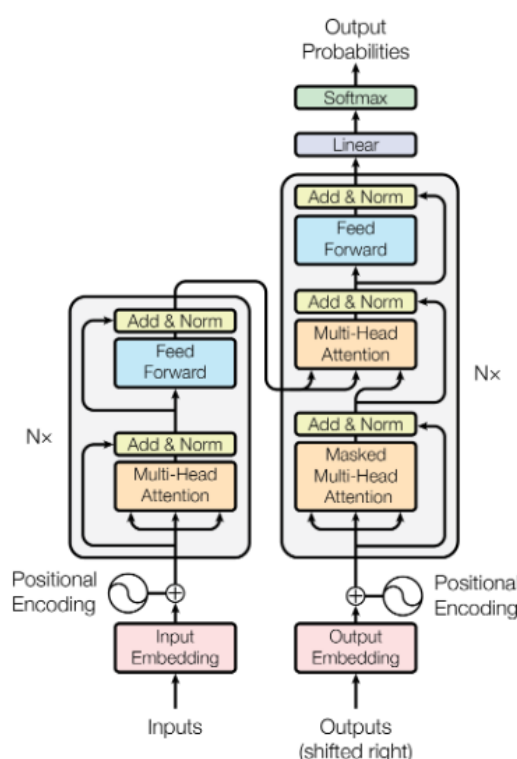 Output
Probabilities
Softmax
Linear
Add & Norm
Feed
Forward
Add & Norm
Multi-Head
Attention
Add & Norm
Masked
Multi-Head
Attention
Nx
Add & Norm
Feed
Forward
Add & Norm
Multi-Head
Attention
Nx
Positional
Encoding
Positional
Encoding
Input
Embedding
Output
Embedding
Inputs
Outputs
(shifted right)